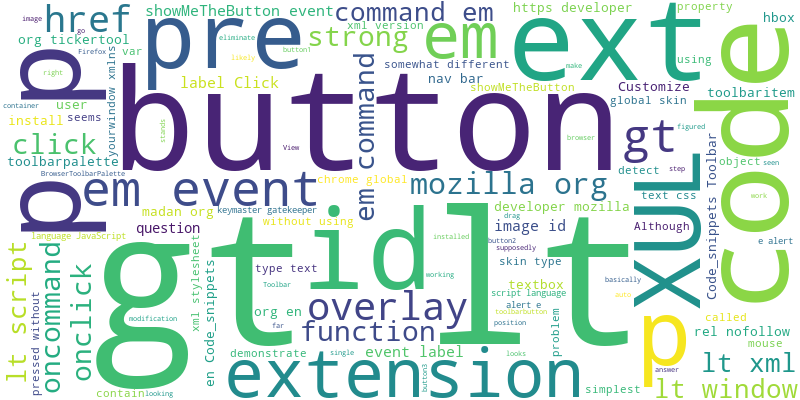 image
showMeTheButton event
command em
https developer
property
href
pre
go
xml version
strong
em
ext
hbox
org tickertool
Firefox
var
eliminate
button1
somewhat different
using
code
right
p
label Click
likely
nav bar
make
container
user
yourwindow xmlns
button
em command
showMeTheButton
Customize
toolbaritem
install
seems
global skin
click
stands
gt
figured
toolbarpalette
View
browser
object
seen
BrowserToolbarPalette
em event
chrome global
mozilla org
detect
step
XUL
text css
work
p
madan org
keymaster gatekeeper
developer mozilla
question
without using
image id
drag
Although
language JavaScript
gt
id
lt
installed
button2
supposedly
e alert
Code_snippets Toolbar
lt script
oncommand
onclick
xml stylesheet
type text
working
skin type
basically
Toolbar
textbox
script language
auto
pressed without
en Code_snippets
org en
overlay
alert e
toolbarbutton
p
called
modification
far
function
position
problem
rel nofollow
mouse
demonstrate
single
event label
looks
answer
lt xml
contain
looking
extension
button3
simplest
lt window